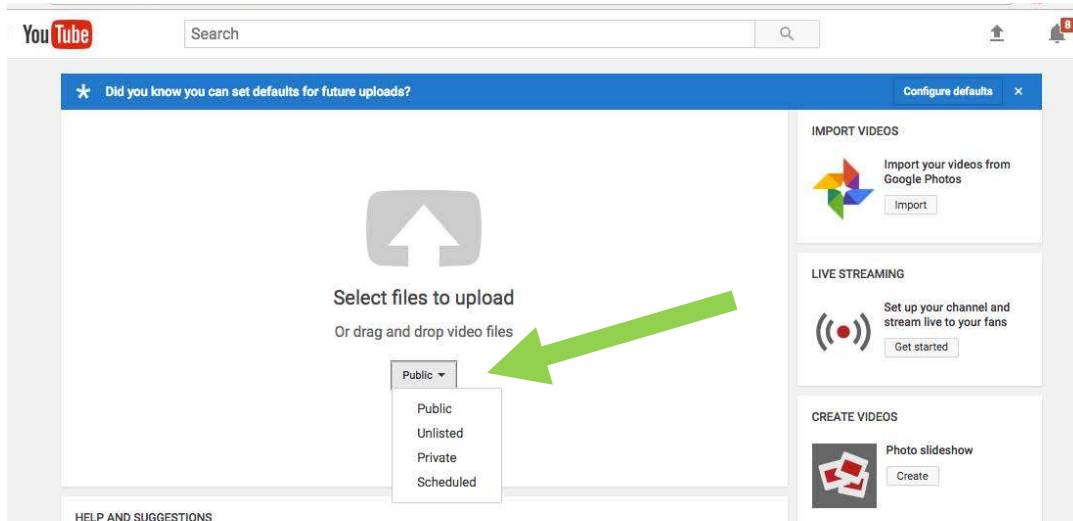 YouTube
Search
8
Did you know you can set defaults for future uploads?
Configure defaults ×
Select files to upload
Or drag and drop video files
Public
Public
Unlisted
Private
Scheduled
IMPORT VIDEOS
Import your videos from
Google Photos
Import
LIVE STREAMING
Set up your channel and
stream live to your fans
Get started
CREATE VIDEOS
Photo slideshow
Create
HELP AND SUGGESTIONS